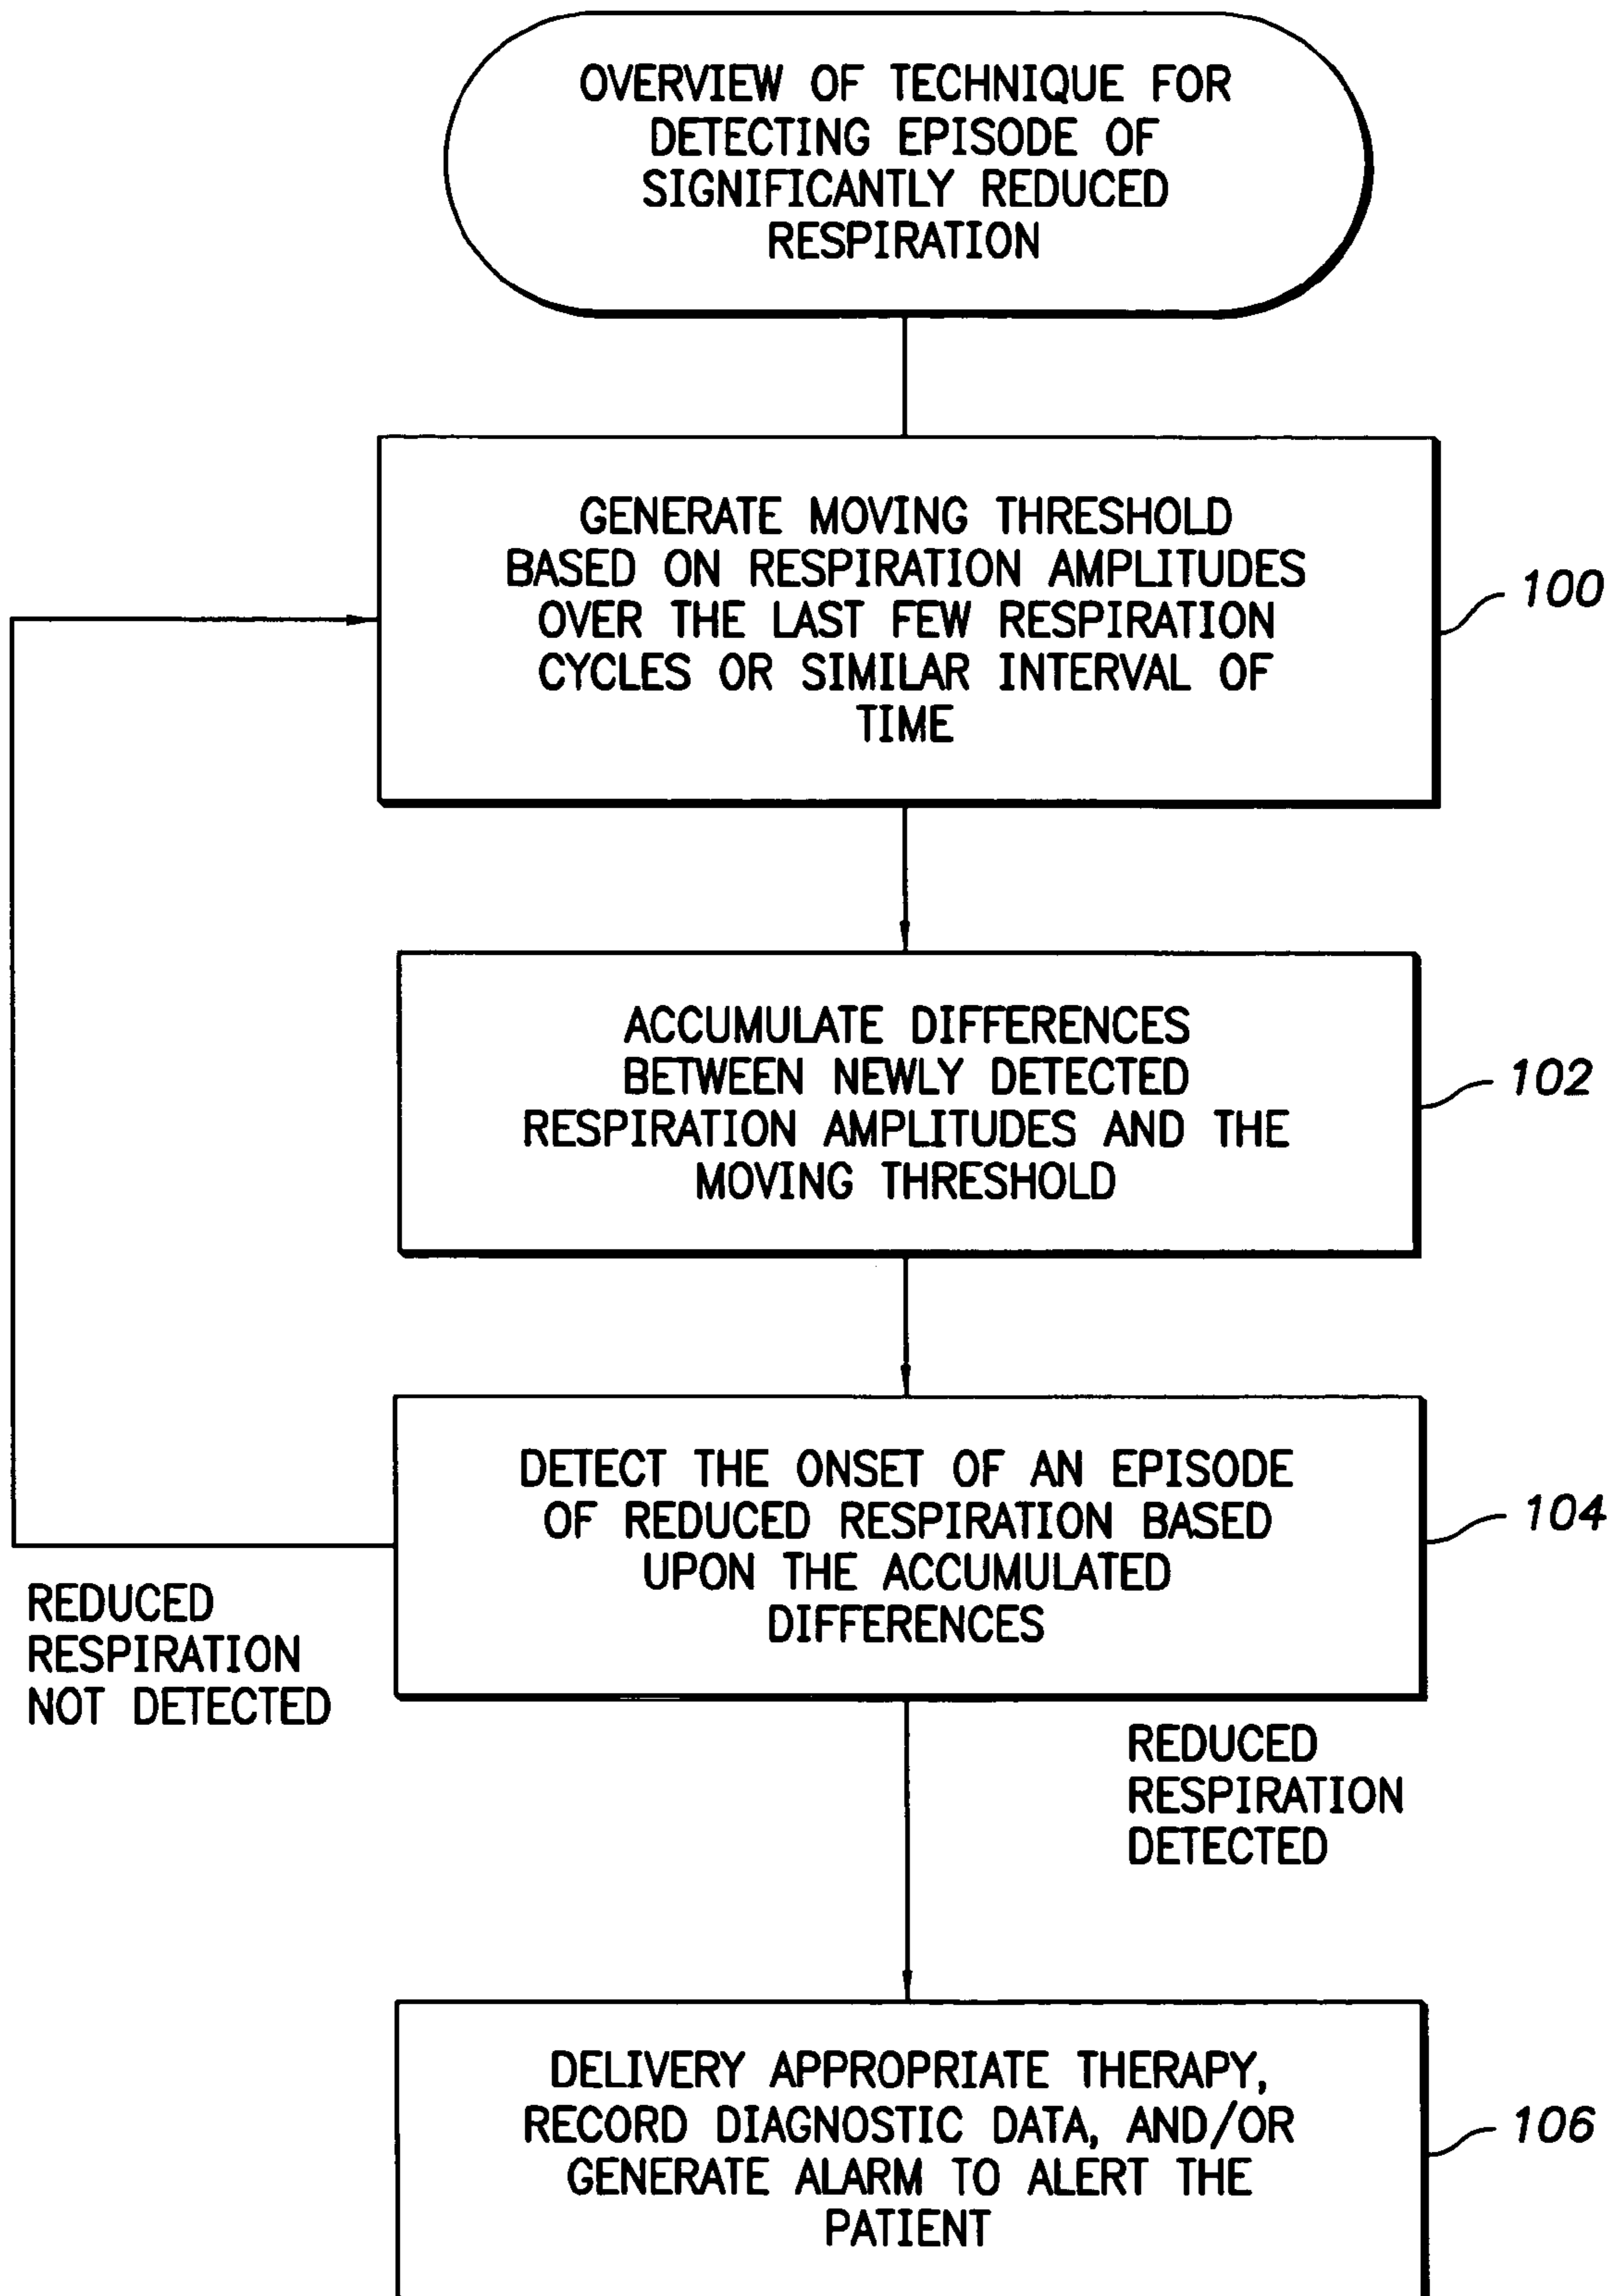 OVERVIEW OF TECHNIQUE FOR
DETECTING EPISODE OF
SIGNIFICANTLY REDUCED
RESPIRATION
GENERATE MOVING THRESHOLD
BASED ON RESPIRATION AMPLITUDES
OVER THE LAST FEW RESPIRATION
CYCLES OR SIMILAR INTERVAL OF
TIME
100
ACCUMULATE DIFFERENCES
BETWEEN NEWLY DETECTED
RESPIRATION AMPLITUDES AND THE
MOVING THRESHOLD
102
DETECT THE ONSET OF AN EPISODE
OF REDUCED RESPIRATION BASED
UPON THE ACCUMULATED
DIFFERENCES
104
REDUCED
RESPIRATION
NOT DETECTED
REDUCED
RESPIRATION
DETECTED
DELIVERY APPROPRIATE THERAPY,
RECORD DIAGNOSTIC DATA, AND/OR
GENERATE ALARM TO ALERT THE
PATIENT
106